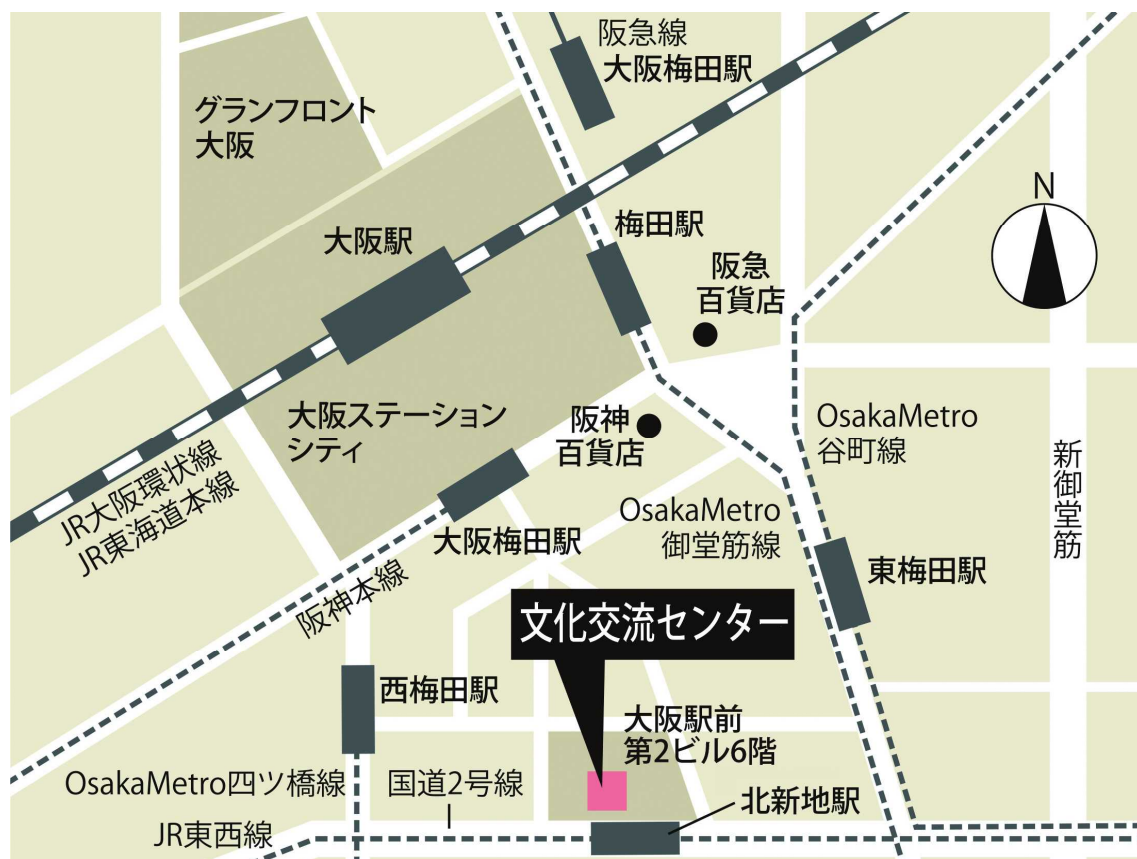 阪急線
大阪梅田駅
グランフロント
大阪
N
大阪駅
梅田駅
阪急
百貨店
大阪ステーション
シティ
阪神
百貨店
OsakaMetro
谷町線
新御堂筋
JR大阪環状線
JR東海道本線
大阪梅田駅
OsakaMetro
御堂筋線
東梅田駅
阪神本線
文化交流センター
西梅田駅
大阪駅前
第2ビル6階
OsakaMetro四ツ橋線
国道2号線
北新地駅
JR東西線